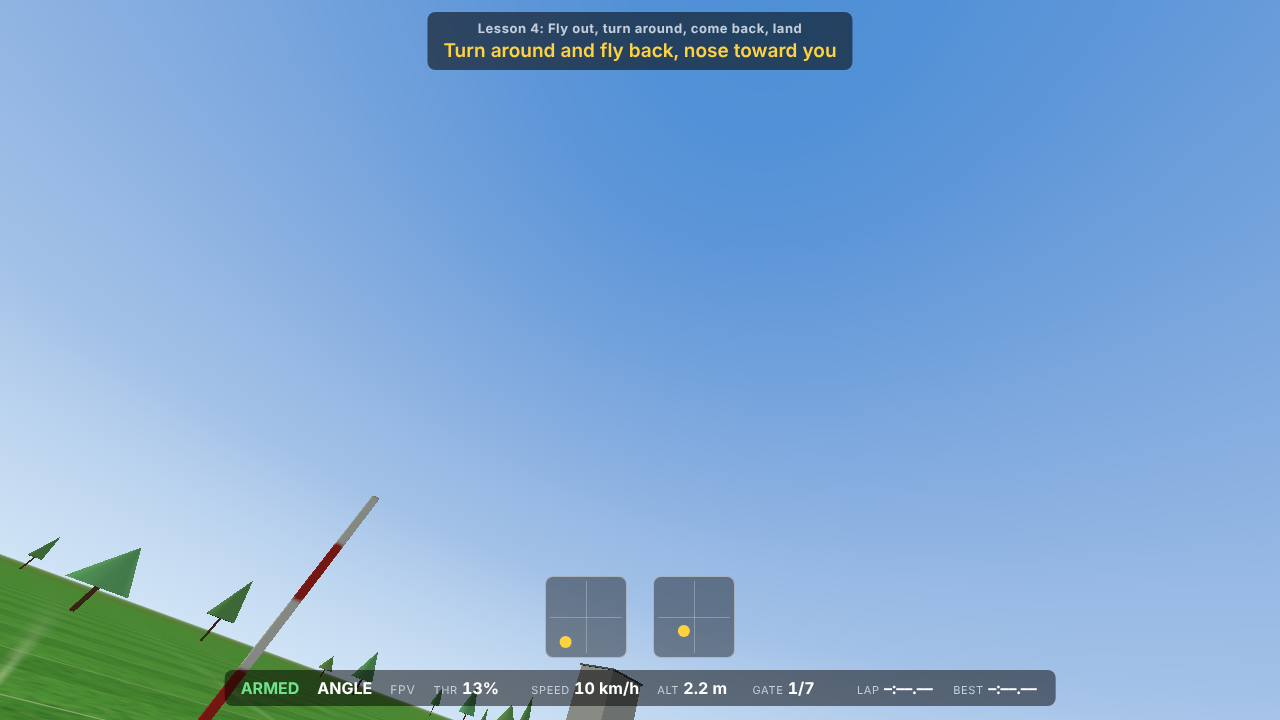 Lesson 4: Fly out, turn around, come back, land
Turn around and fly back, nose toward you
ARMED ANGLE FPV THR 13% SPEED 10 km/h ALT 2.2 m GATE 1/7 LAP –:––.–– BEST –:––.––